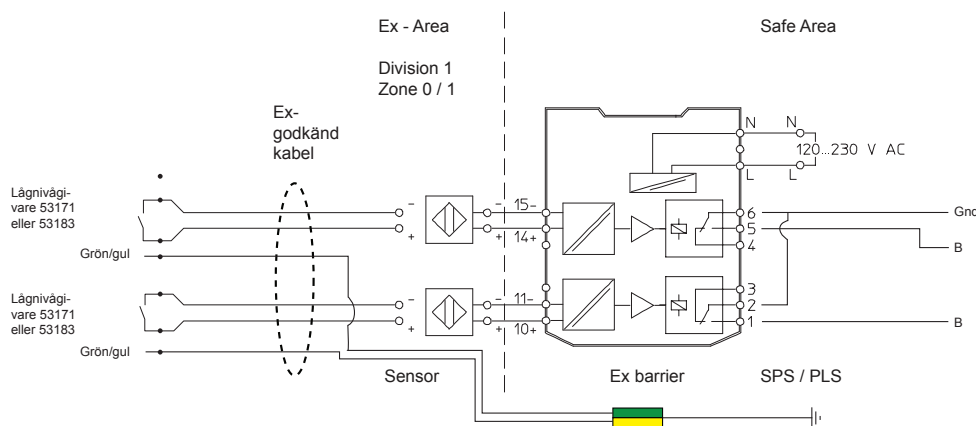 Ex - Area
Safe Area
Division 1
Zone 0 / 1
Ex-
godkänd
kabel
N
N
120...230 V AC
L
L
Lågnivågi-
vare 53171
eller 53183
-
-
15-
6
Gnd
+
+
14+
5
4
B
Grön/gul
Lågnivågi-
vare 53171
eller 53183
-
-
11-
3
2
+
+
10+
1
B
Grön/gul
Sensor
Ex barrier
SPS / PLS